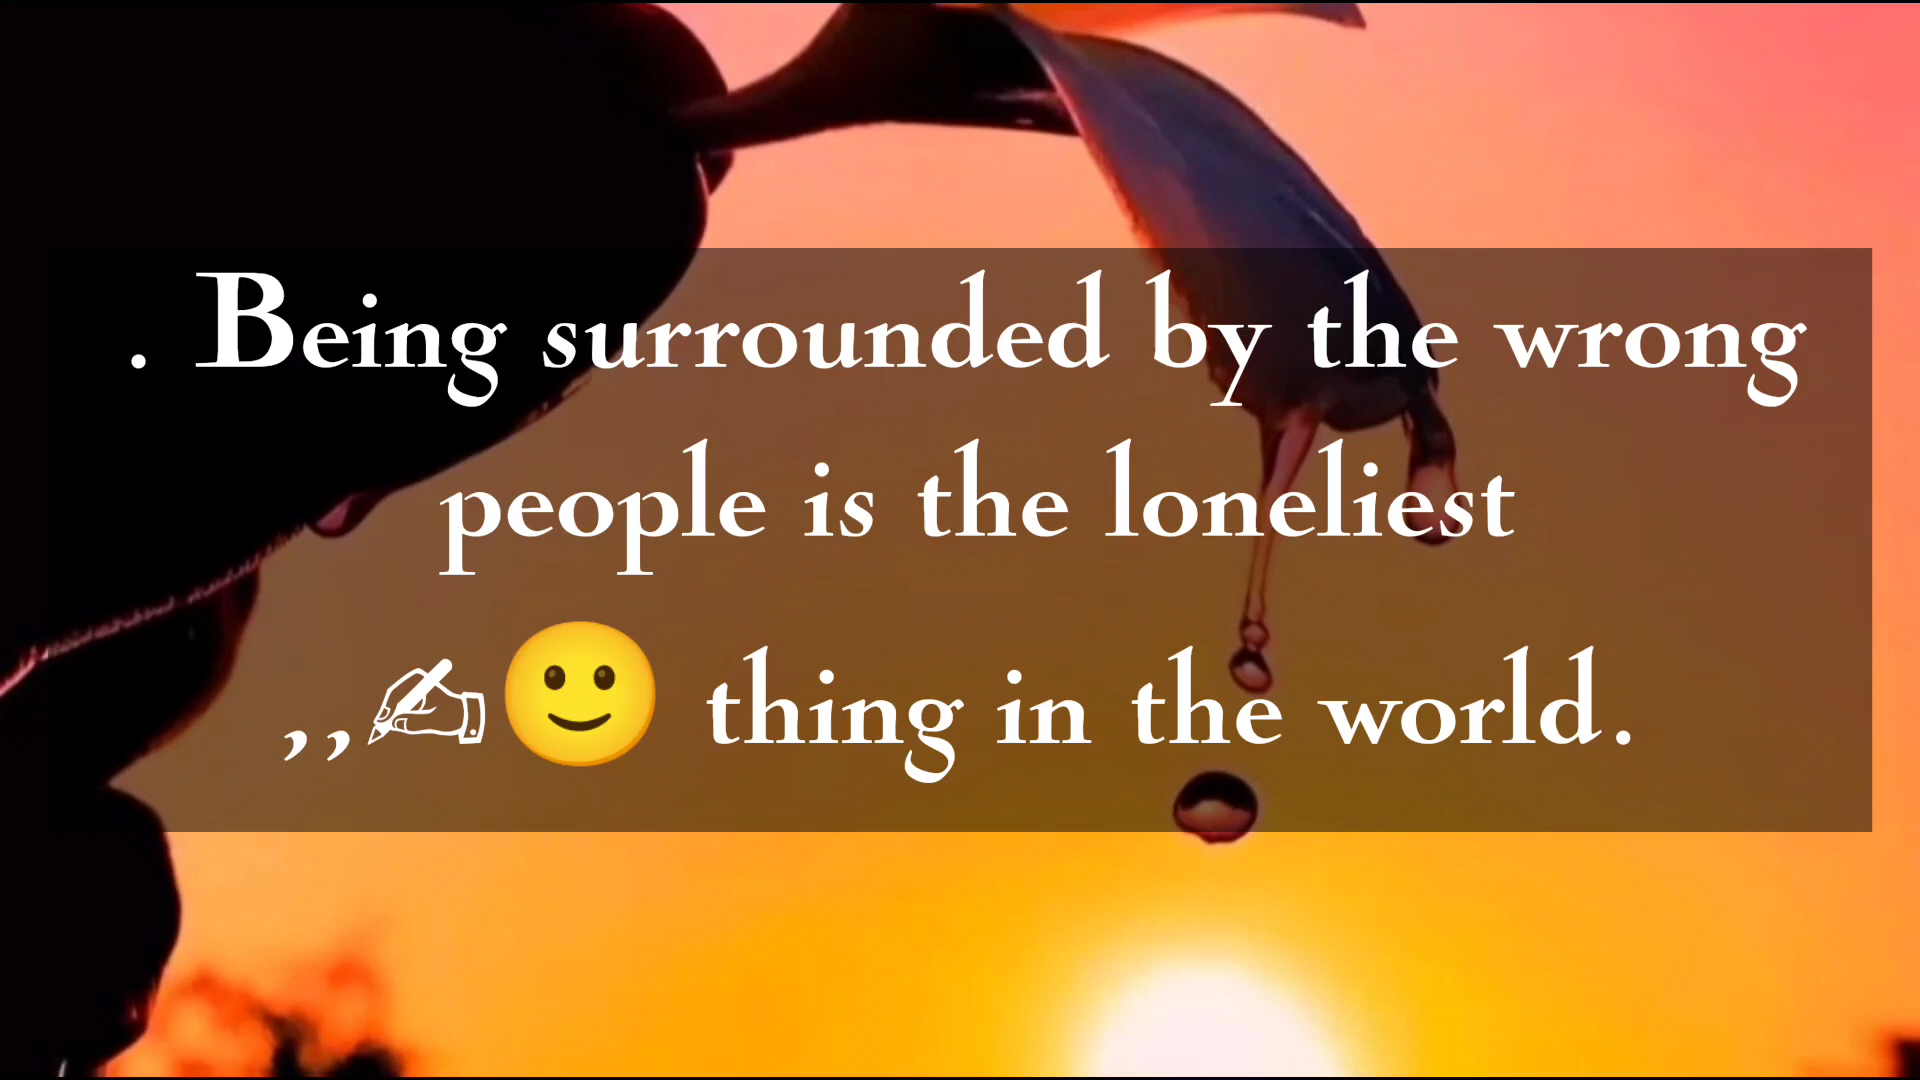 . Being surrounded by the wrong
people is the loneliest
,,✍🙂 thing in the world.